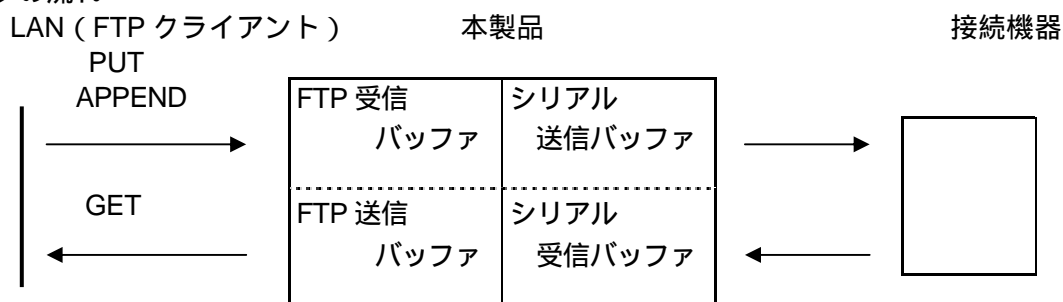 LAN（FTP クライアント） 本製品 接続機器
PUT
APPEND
FTP 受信 シリアル
バッファ 送信バッファ
GET
FTP 送信 シリアル
バッファ 受信バッファ